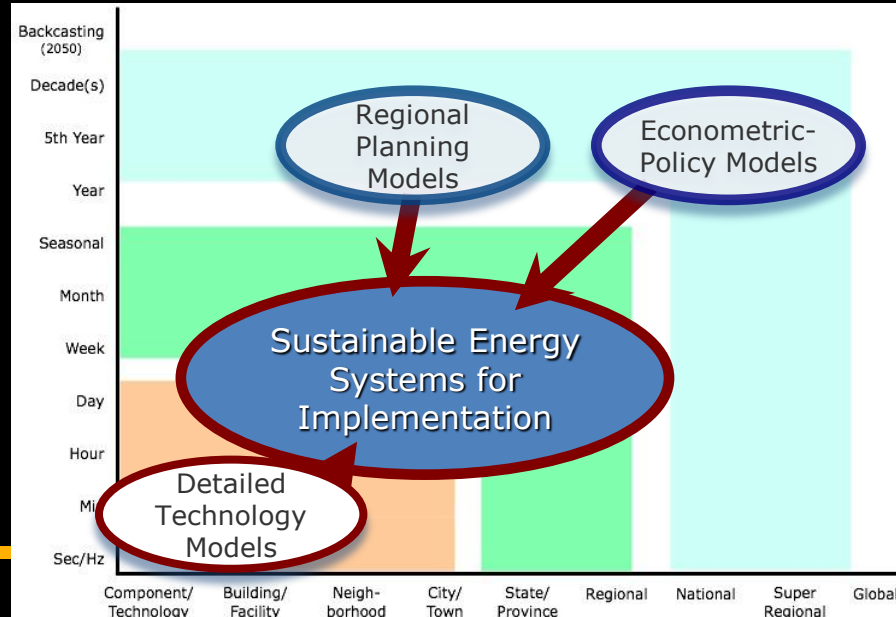 Backcasting
(2050)
Decade(s)
5th Year
Year
Seasonal
Month
Week
Day
Hour
Mi
Sec/Hz
Regional
Planning
Models
Econometric-
Policy Models
Sustainable Energy
Systems for
Implementation
Detailed
Technology
Models
Component/
Technology
Building/
Facility
Neigh-
borhood
City/
Town
State/
Province
Regional
National
Super
Regional
Global